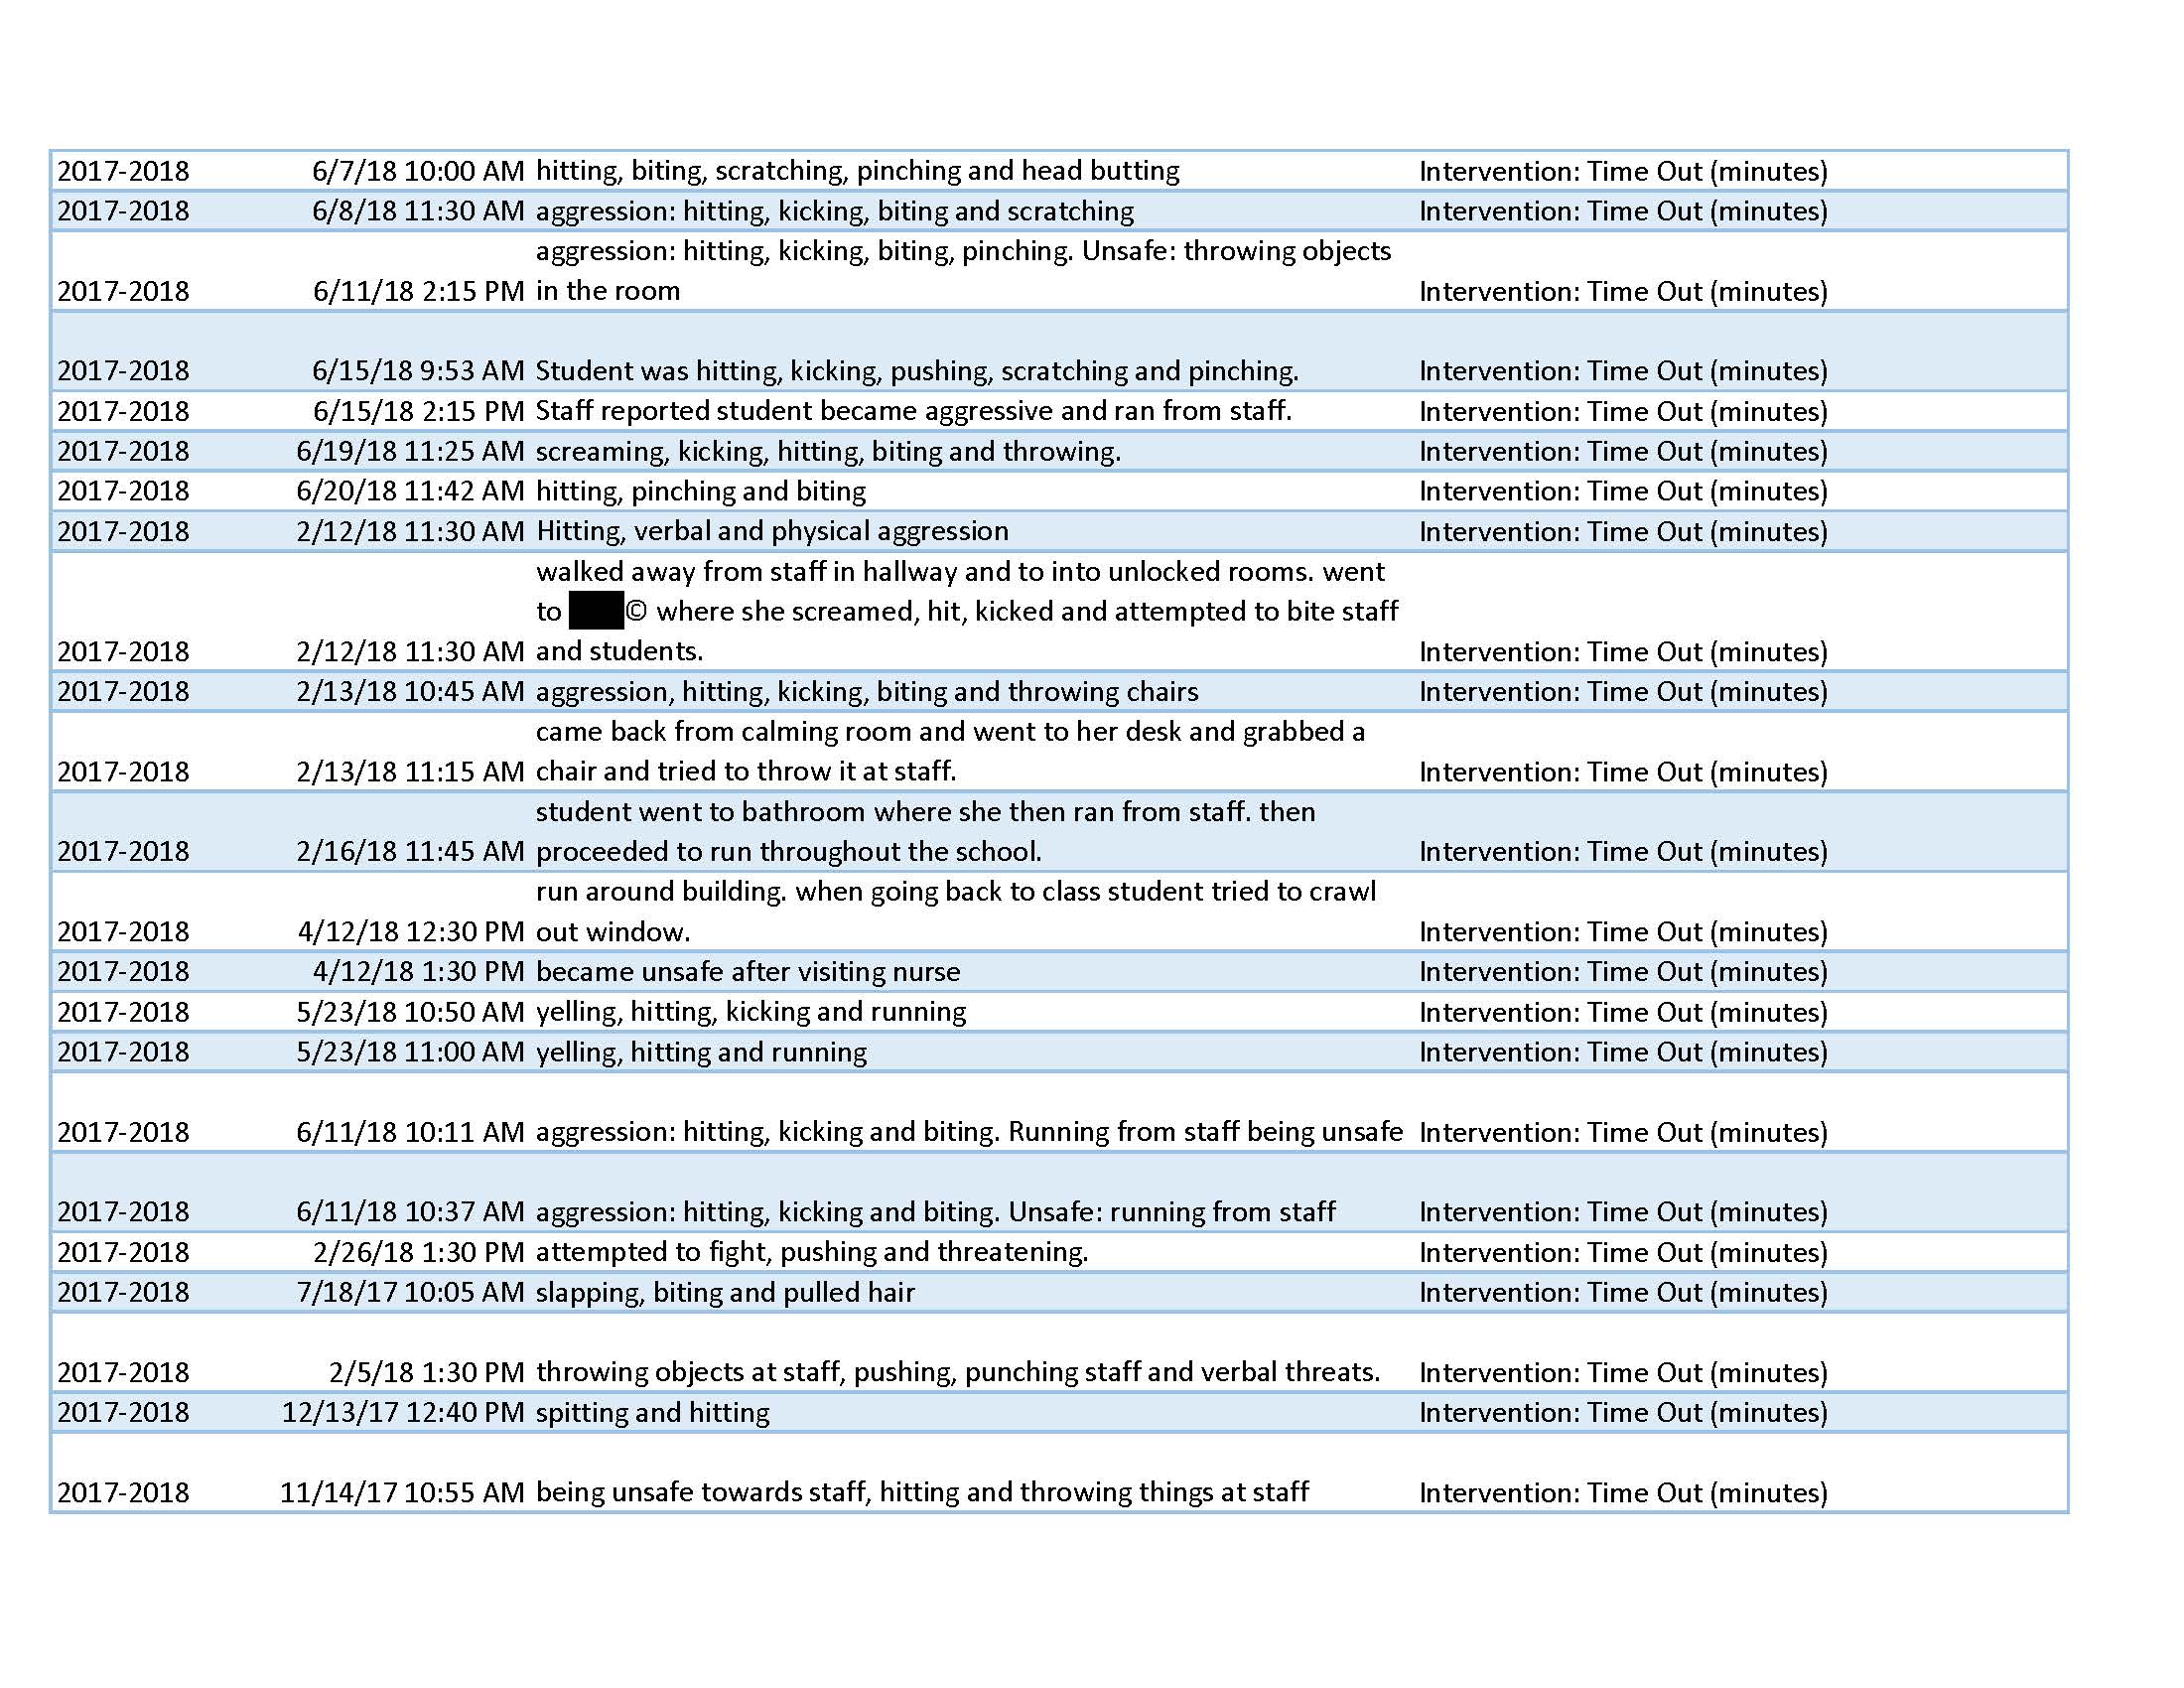 2017-2018 6/7/18 10:00 AM hitting, biting, scratching, pinching and head butting Intervention: Time Out (minutes)
2017-2018 6/8/18 11:30 AM aggression: hitting, kicking, biting and scratching Intervention: Time Out (minutes)
aggression: hitting, kicking, biting, pinching. Unsafe: throwing objects
2017-2018 6/11/18 2:15 PM in the room Intervention: Time Out (minutes)
2017-2018 6/15/18 9:53 AM Student was hitting, kicking, pushing, scratching and pinching. Intervention: Time Out (minutes)
2017-2018 6/15/18 2:15 PM Staff reported student became aggressive and ran from staff. Intervention: Time Out (minutes)
2017-2018 6/19/18 11:25 AM screaming, kicking, hitting, biting and throwing. Intervention: Time Out (minutes)
2017-2018 6/20/18 11:42 AM hitting, pinching and biting Intervention: Time Out (minutes)
2017-2018 2/12/18 11:30 AM Hitting, verbal and physical aggression Intervention: Time Out (minutes)
walked away from staff in hallway and to into unlocked rooms. went
to © where she screamed, hit, kicked and attempted to bite staff
2017-2018 2/12/18 11:30 AM and students. Intervention: Time Out (minutes)
2017-2018 2/13/18 10:45 AM aggression, hitting, kicking, biting and throwing chairs Intervention: Time Out (minutes)
came back from calming room and went to her desk and grabbed a
2017-2018 2/13/18 11:15 AM chair and tried to throw it at staff. Intervention: Time Out (minutes)
student went to bathroom where she then ran from staff. then
2017-2018 2/16/18 11:45 AM proceeded to run throughout the school. Intervention: Time Out (minutes)
run around building. when going back to class student tried to crawl
2017-2018 4/12/18 12:30 PM out window. Intervention: Time Out (minutes)
2017-2018 4/12/18 1:30 PM became unsafe after visiting nurse Intervention: Time Out (minutes)
2017-2018 5/23/18 10:50 AM yelling, hitting, kicking and running Intervention: Time Out (minutes)
2017-2018 5/23/18 11:00 AM yelling, hitting and running Intervention: Time Out (minutes)
2017-2018 6/11/18 10:11 AM aggression: hitting, kicking and biting. Running from staff being unsafe Intervention: Time Out (minutes)
2017-2018 6/11/18 10:37 AM aggression: hitting, kicking and biting. Unsafe: running from staff Intervention: Time Out (minutes)
2017-2018 2/26/18 1:30 PM attempted to fight, pushing and threatening. Intervention: Time Out (minutes)
2017-2018 7/18/17 10:05 AM slapping, biting and pulled hair Intervention: Time Out (minutes)
2017-2018 2/5/18 1:30 PM throwing objects at staff, pushing, punching staff and verbal threats. Intervention: Time Out (minutes)
2017-2018 12/13/17 12:40 PM spitting and hitting Intervention: Time Out (minutes)
2017-2018 11/14/17 10:55 AM being unsafe towards staff, hitting and throwing things at staff Intervention: Time Out (minutes)